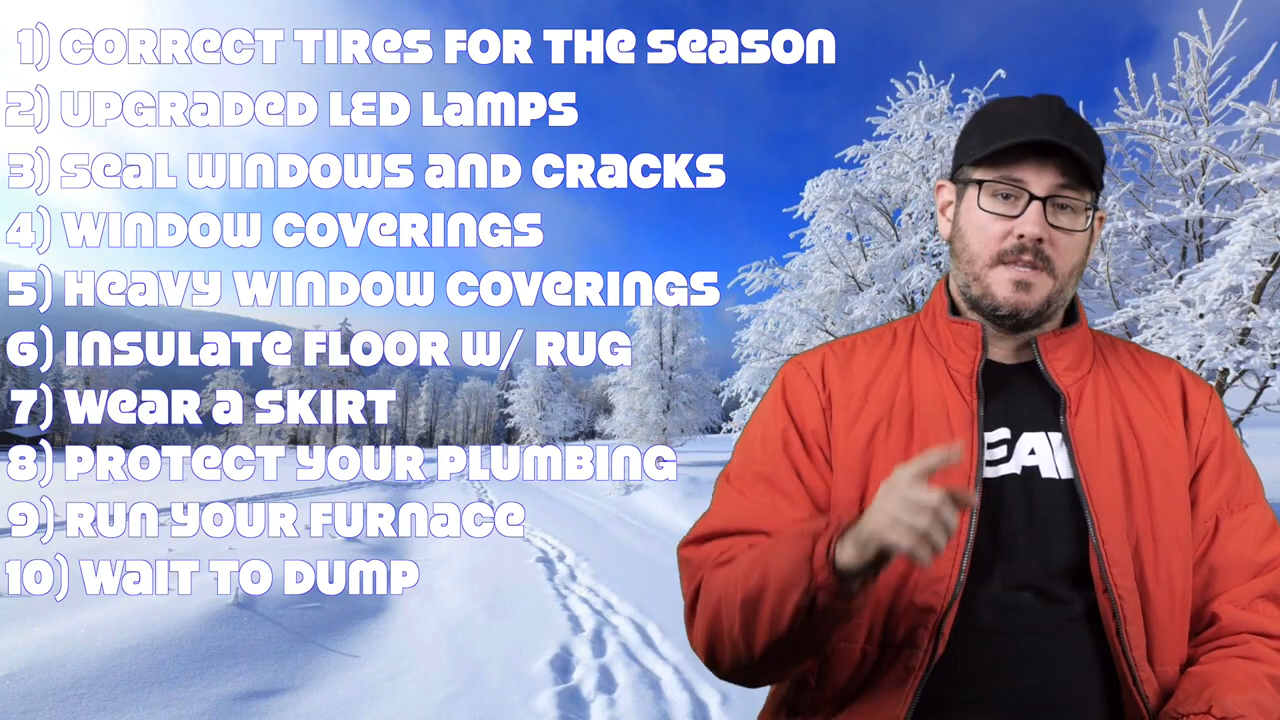 1) CORRECT TIRES FOR THE SEASON
2) UPGRADED LED LAMPS
3) SEAL WINDOWS AND CRACKS
4) WINDOW COVERINGS
5) HEAVY WINDOW COVERINGS
6) INSULATE FLOOR W/ RUG
7) WEAR A SKIRT
8) PROTECT YOUR PLUMBING
9) RUN YOUR FURNACE
10) WAIT TO DUMP